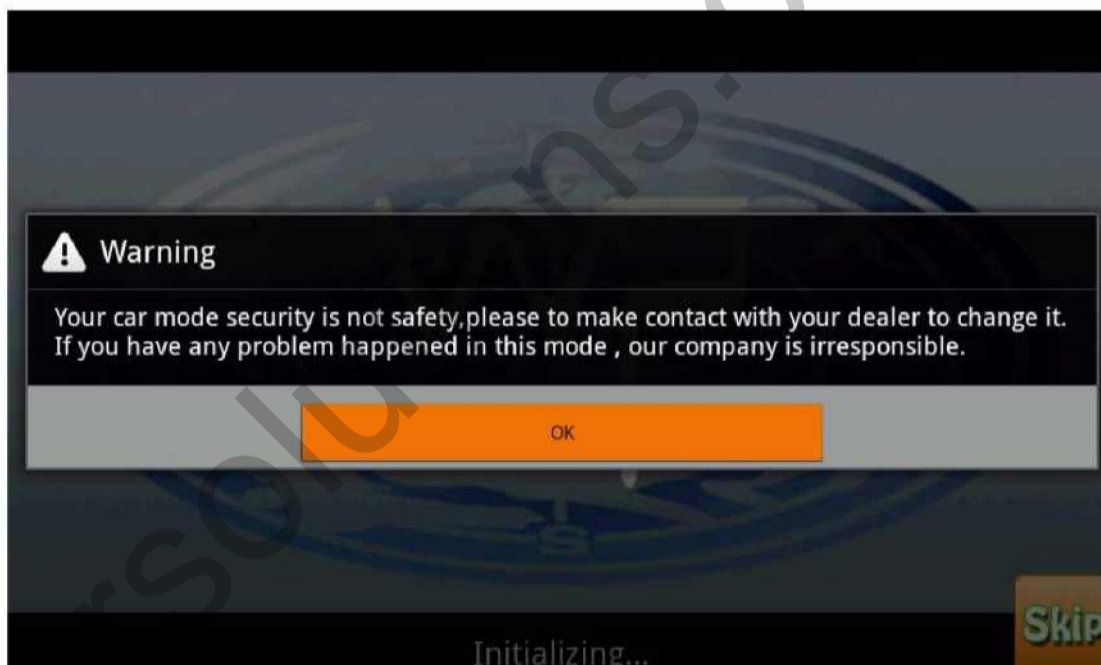 Warning
Your car mode security is not safety,please to make contact with your dealer to change it.
If you have any problem happened in this mode , our company is irresponsible.
OK
S
Skip
Initializing...